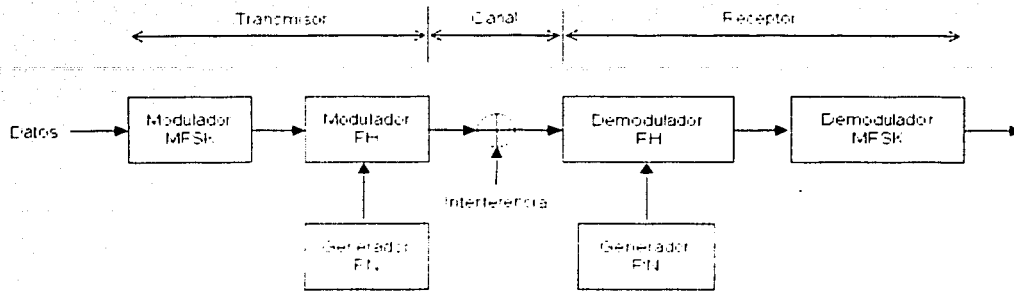 Transmisor
Canal
Receptor
Datos
Modulador
MFSK
Modulador
FH
Demodulador
FH
Demodulador
MFSK
Interferencia
Generador
PN
Generador
PN